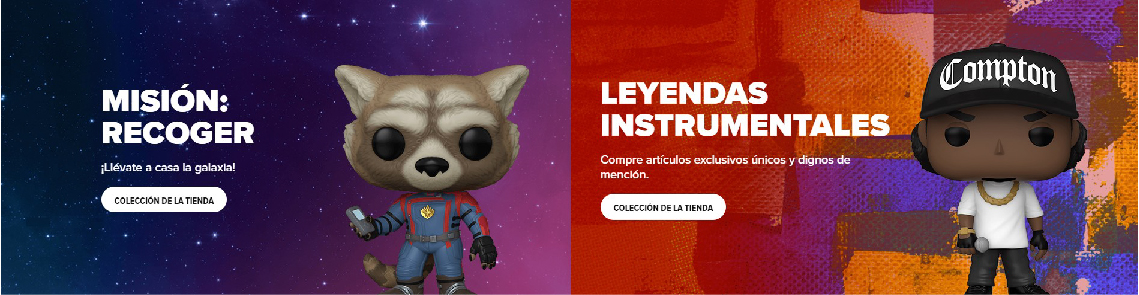 MISIÓN:
RECOGER
¡Llévate a casa la galaxia!
COLECCIÓN DE LA TIENDA
LEYENDAS
INSTRUMENTALES
Compre artículos exclusivos únicos y dignos de
mención.
COLECCIÓN DE LA TIENDA
Compton